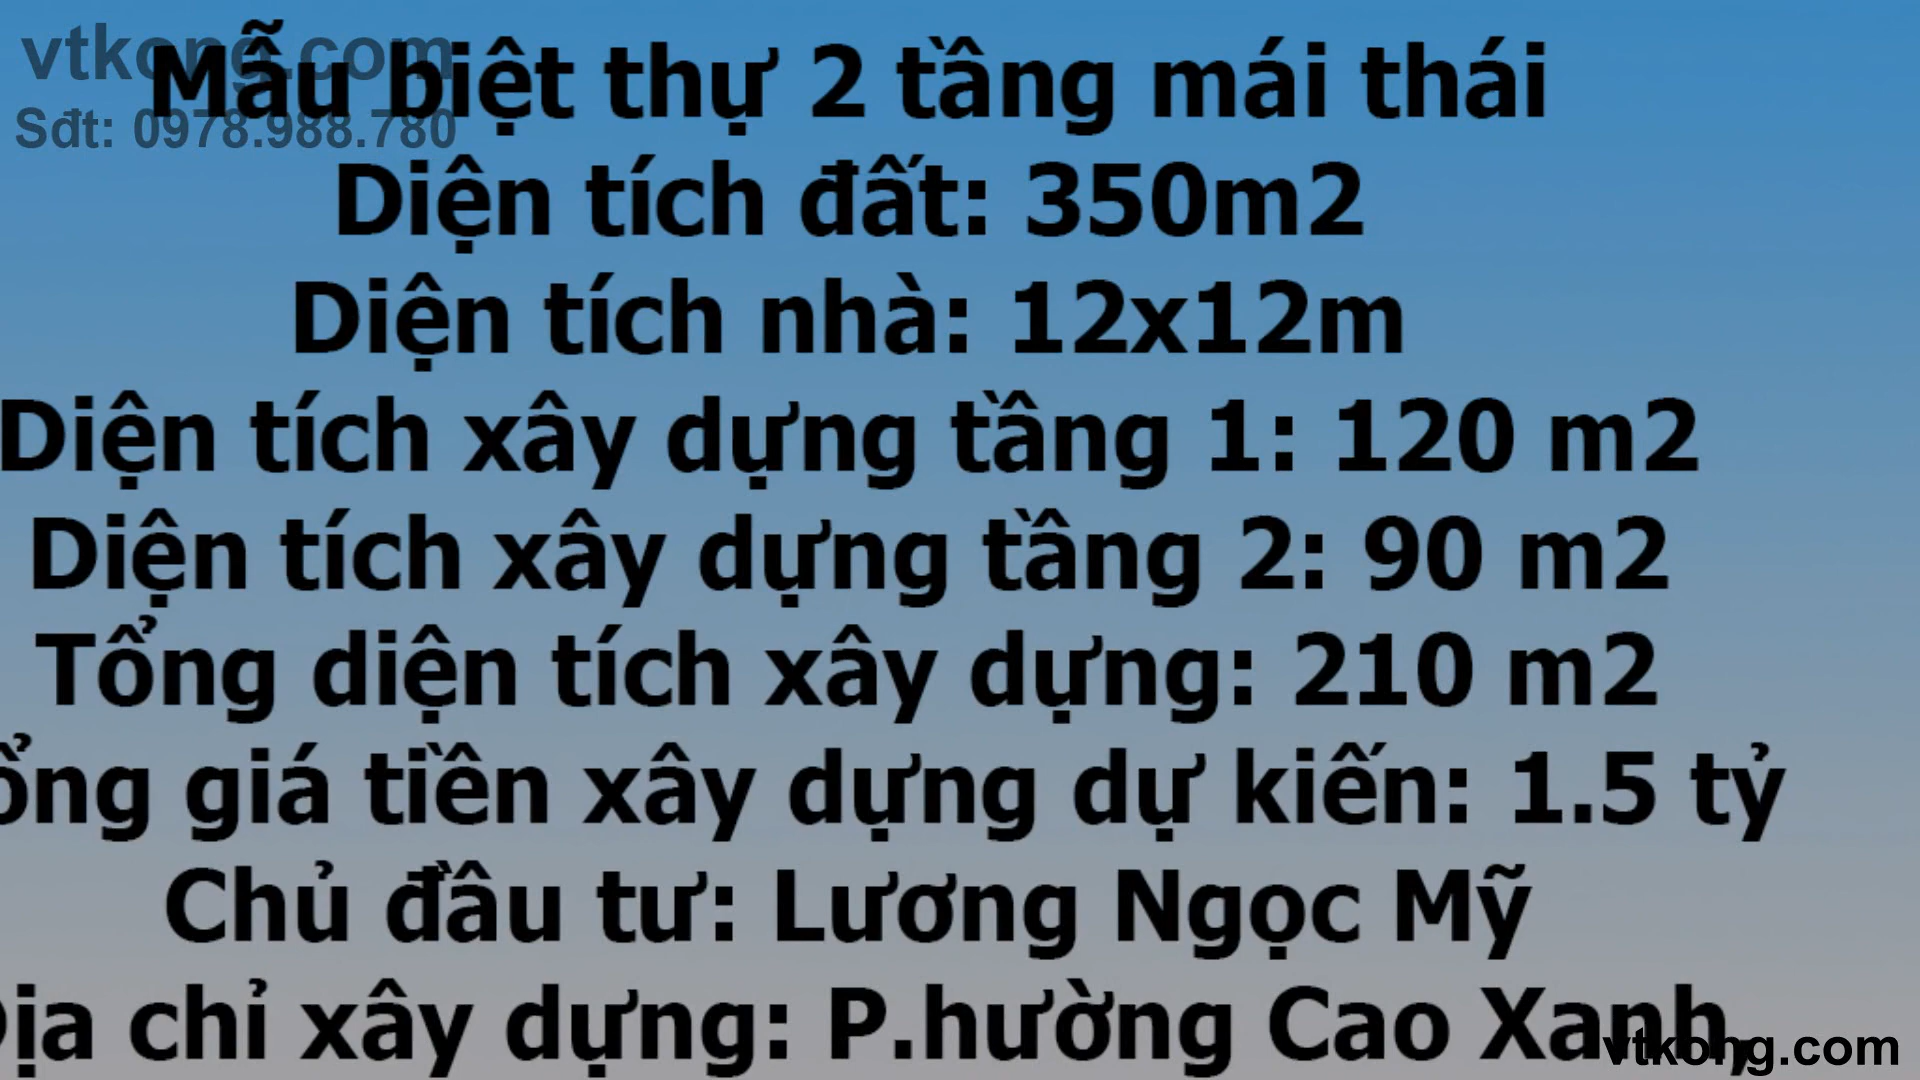 vtkong.com
Sđt: 0978.988.780
Mẫu biệt thự 2 tầng mái thái
Diện tích đất: 350m2
Diện tích nhà: 12x12m
Diện tích xây dựng tầng 1: 120 m2
Diện tích xây dựng tầng 2: 90 m2
Tổng diện tích xây dựng: 210 m2
ổng giá tiền xây dựng dự kiến: 1.5 tỷ
Chủ đầu tư: Lương Ngọc Mỹ
Địa chỉ xây dựng: P.hường Cao Xanh,
vtkong.com